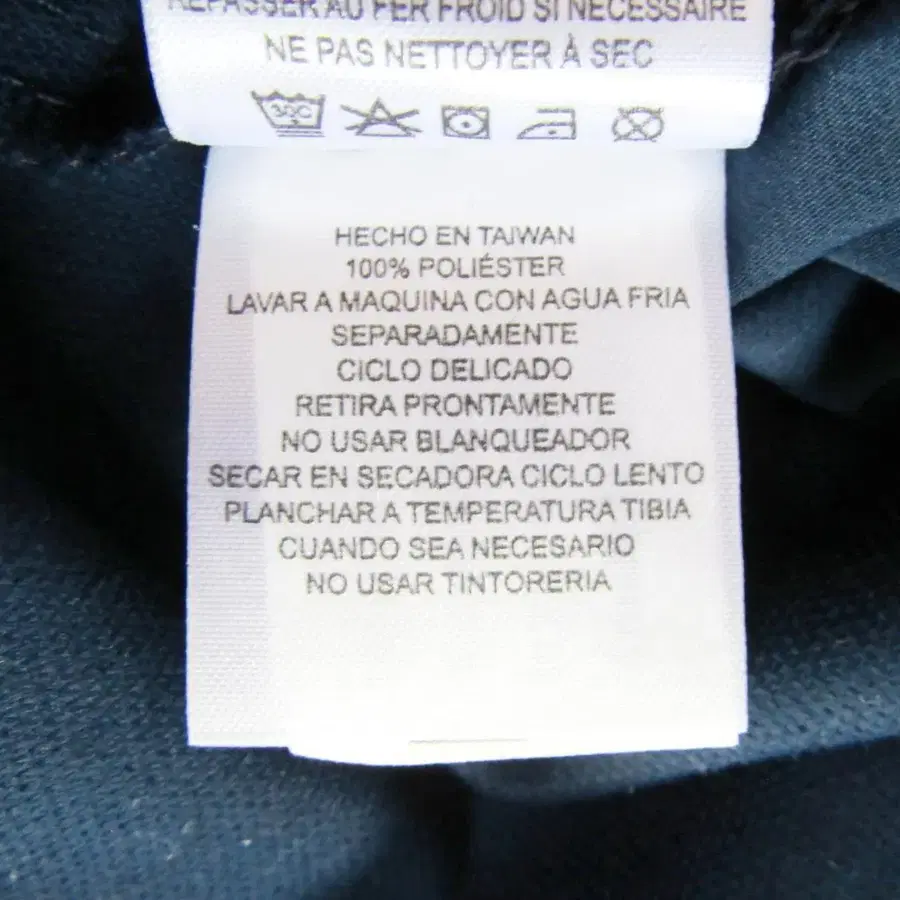 REPASSER AU FER FROID SI NÉCESSAIRE
NE PAS NETTOYER À SEC
30C
HECHO EN TAIWAN
100% POLIÉSTER
LAVAR A MAQUINA CON AGUA FRIA
SEPARADAMENTE
CICLO DELICADO
RETIRA PRONTAMENTE
NO USAR BLANQUEADOR
SECAR EN SECADORA CICLO LENTO
PLANCHAR A TEMPERATURA TIBIA
CUANDO SEA NECESARIO
NO USAR TINTORERIA